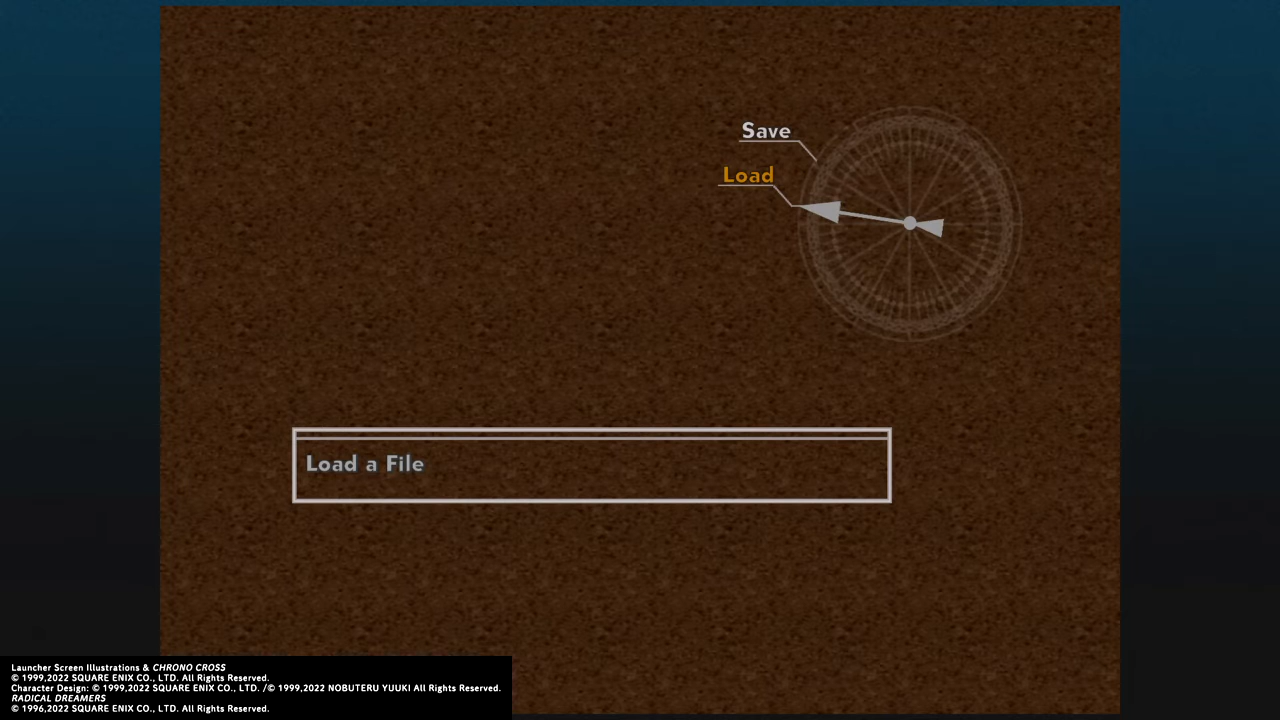 Save
Load
Load a File
Launcher Screen Illustrations & CHRONO CROSS
© 1999,2022 SQUARE ENIX CO., LTD. All Rights Reserved.
Character Design: © 1999,2022 SQUARE ENIX CO., LTD. /© 1999,2022 NOBUTERU YUUKI All Rights Reserved.
RADICAL DREAMERS
© 1996,2022 SQUARE ENIX CO., LTD. All Rights Reserved.